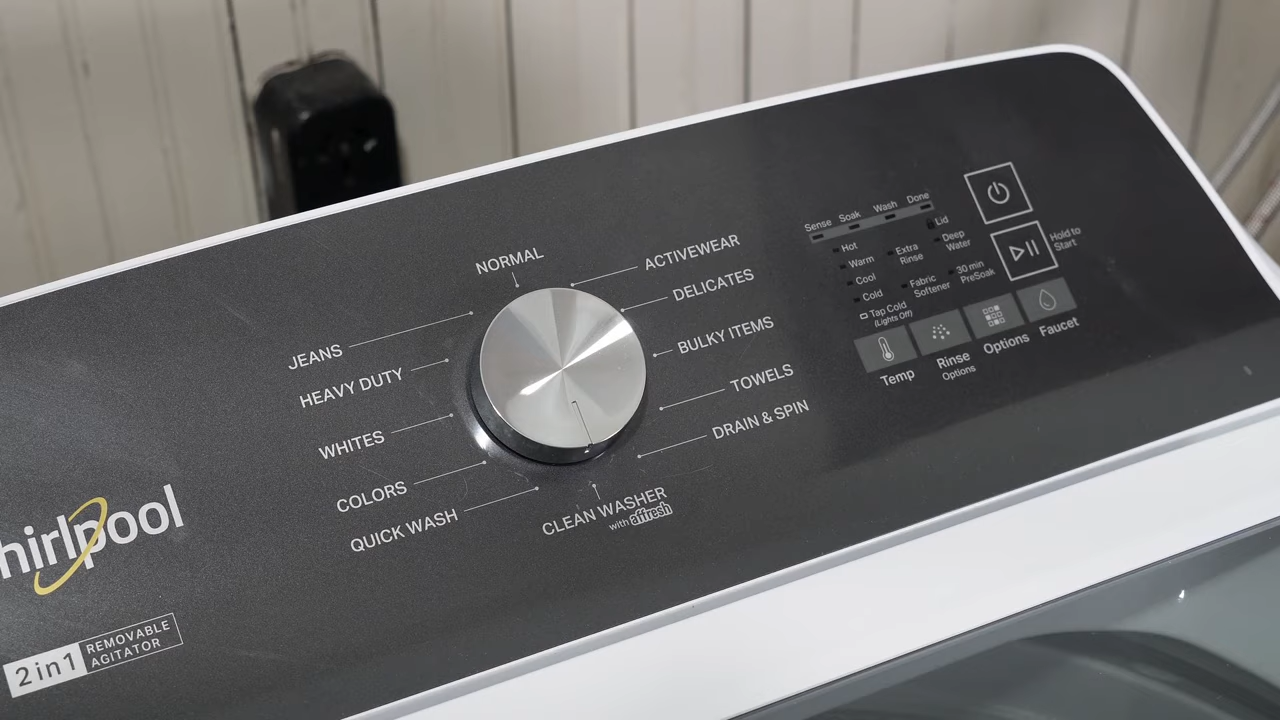 NORMAL
ACTIVEWEAR
DELICATES
BULKY ITEMS
TOWELS
DRAIN & SPIN
CLEAN WASHER
with affresh
QUICK WASH
COLORS
WHITES
HEAVY DUTY
JEANS
Sense Soak Wash Done
Hot
Warm
Cool
Cold
Tap Cold
(Lights Off)
Extra
Rinse
Fabric
Softener
Lid
Deep
Water
30 min
PreSoak
Hold to
Start
Temp
Rinse
Options
Options
Faucet
hirlpool
2in1 REMOVABLE
AGITATOR